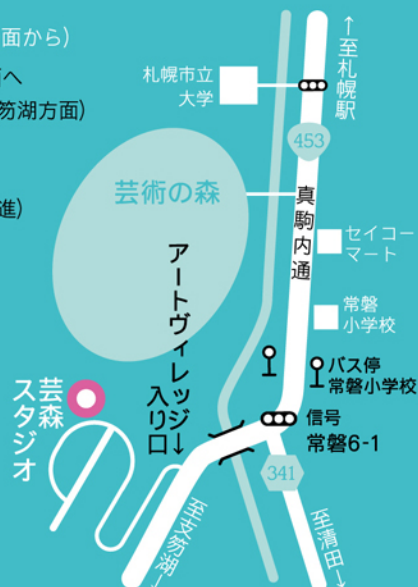 面から)
へ
笏湖方面)
進)
↑至札幌駅
札幌市立
大学
453
芸術の森
真駒内通
セイコー
マート
常磐
小学校
アートヴィレッジ↓
入り口
バス停
常磐小学校
芸森
スタジオ
信号
常磐6-1
341
至支笏湖↓
至清田↓